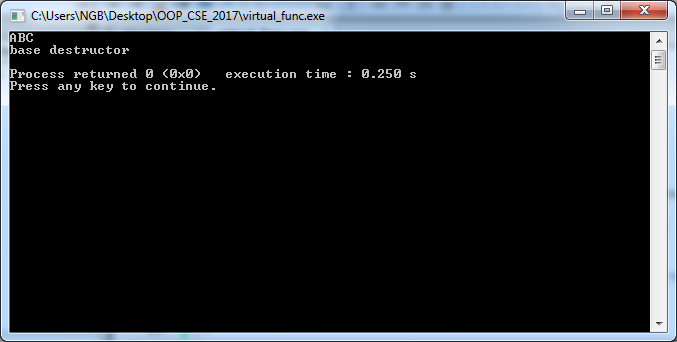 C:\Users\NGB\Desktop\OOP_CSE_2017\virtual_func.exe
ABC
base destructor
Process returned 0 (0x0)   execution time : 0.250 s
Press any key to continue.